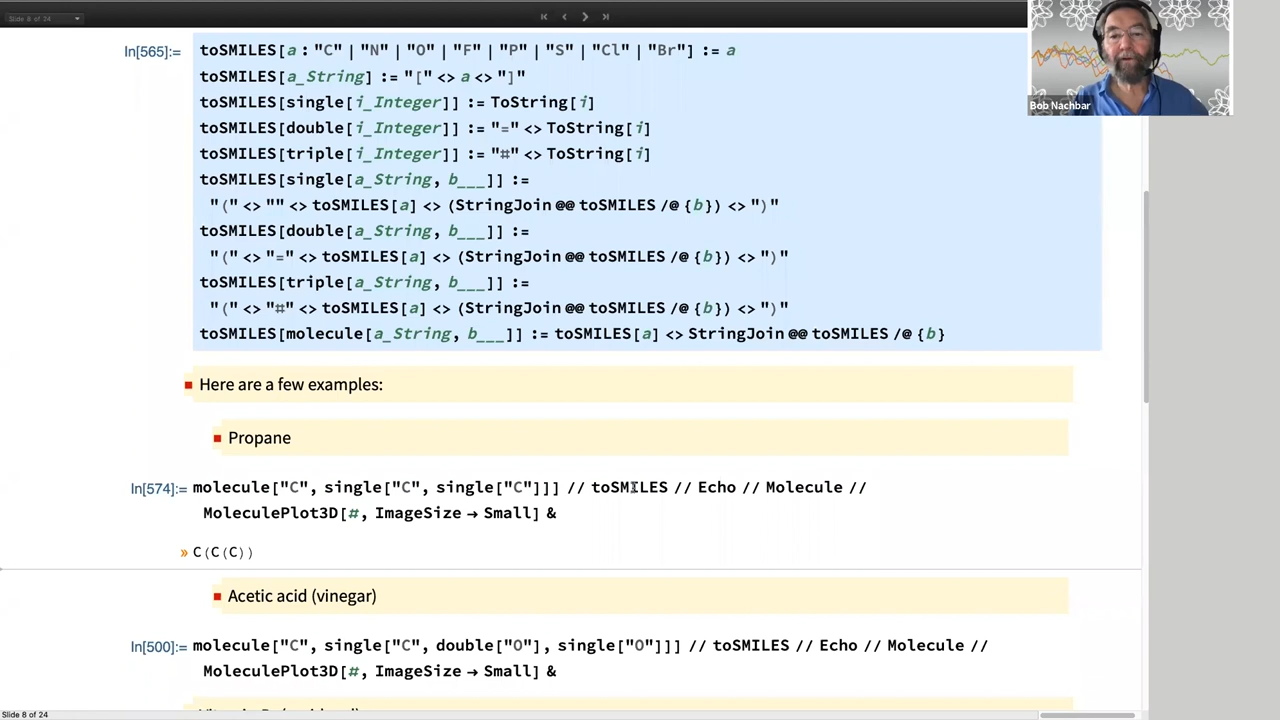 Slide 8 of 24
In[565]:= toSMILES[a : "C" | "N" | "O" | "F" | "P" | "S" | "Cl" | "Br"] := a
toSMILES[a_String] := "[" <> a <> "]"
toSMILES[single[i_Integer]] := ToString[i]
toSMILES[double[i_Integer]] := "=" <> ToString[i]
toSMILES[triple[i_Integer]] := "#" <> ToString[i]
toSMILES[single[a_String, b___]] :=
"(" <> "" <> toSMILES[a] <> (StringJoin @@ toSMILES /@ {b}) <> ")"
toSMILES[double[a_String, b___]] :=
"(" <> "=" <> toSMILES[a] <> (StringJoin @@ toSMILES /@ {b}) <> ")"
toSMILES[triple[a_String, b___]] :=
"(" <> "#" <> toSMILES[a] <> (StringJoin @@ toSMILES /@ {b}) <> ")"
toSMILES[molecule[a_String, b___]] := toSMILES[a] <> StringJoin @@ toSMILES /@ {b}
Bob Nachbar
Here are a few examples:
Propane
In[574]:= molecule["C", single["C", single["C"]]] // toSMILES // Echo // Molecule //
MoleculePlot3D[#, ImageSize → Small] &
» C(C(C))
Acetic acid (vinegar)
In[500]:= molecule["C", single["C", double["O"], single["O"]]] // toSMILES // Echo // Molecule //
MoleculePlot3D[#, ImageSize → Small] &
Slide 8 of 24